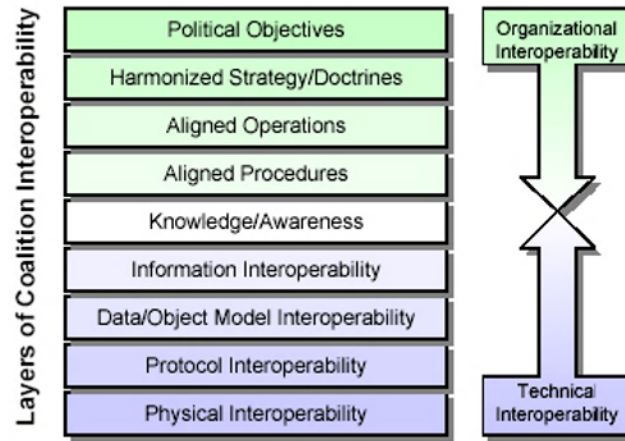 Layers of Coalition Interoperability
Political Objectives
Harmonized Strategy/Doctrines
Aligned Operations
Aligned Procedures
Knowledge/Awareness
Information Interoperability
Data/Object Model Interoperability
Protocol Interoperability
Physical Interoperability
Organizational
Interoperability
Technical
Interoperability